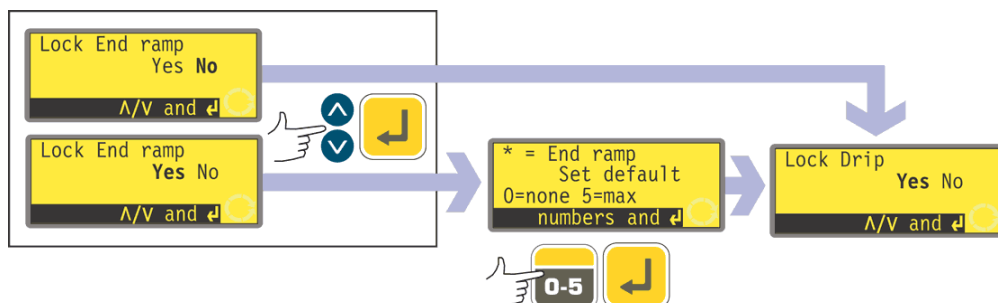 Lock End ramp
Yes No
∧/∨ and ↲
Lock End ramp
Yes No
∧/∨ and ↲
* = End ramp
Set default
0=none 5=max
numbers and ↲
0-5
Lock Drip
Yes No
∧/∨ and ↲